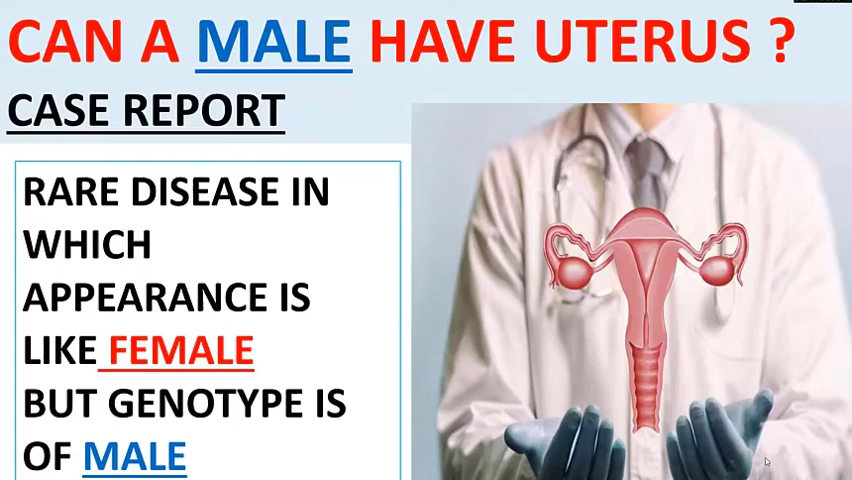 CAN A MALE HAVE UTERUS ?
CASE REPORT
RARE DISEASE IN
WHICH
APPEARANCE IS
LIKE FEMALE
BUT GENOTYPE IS
OF MALE